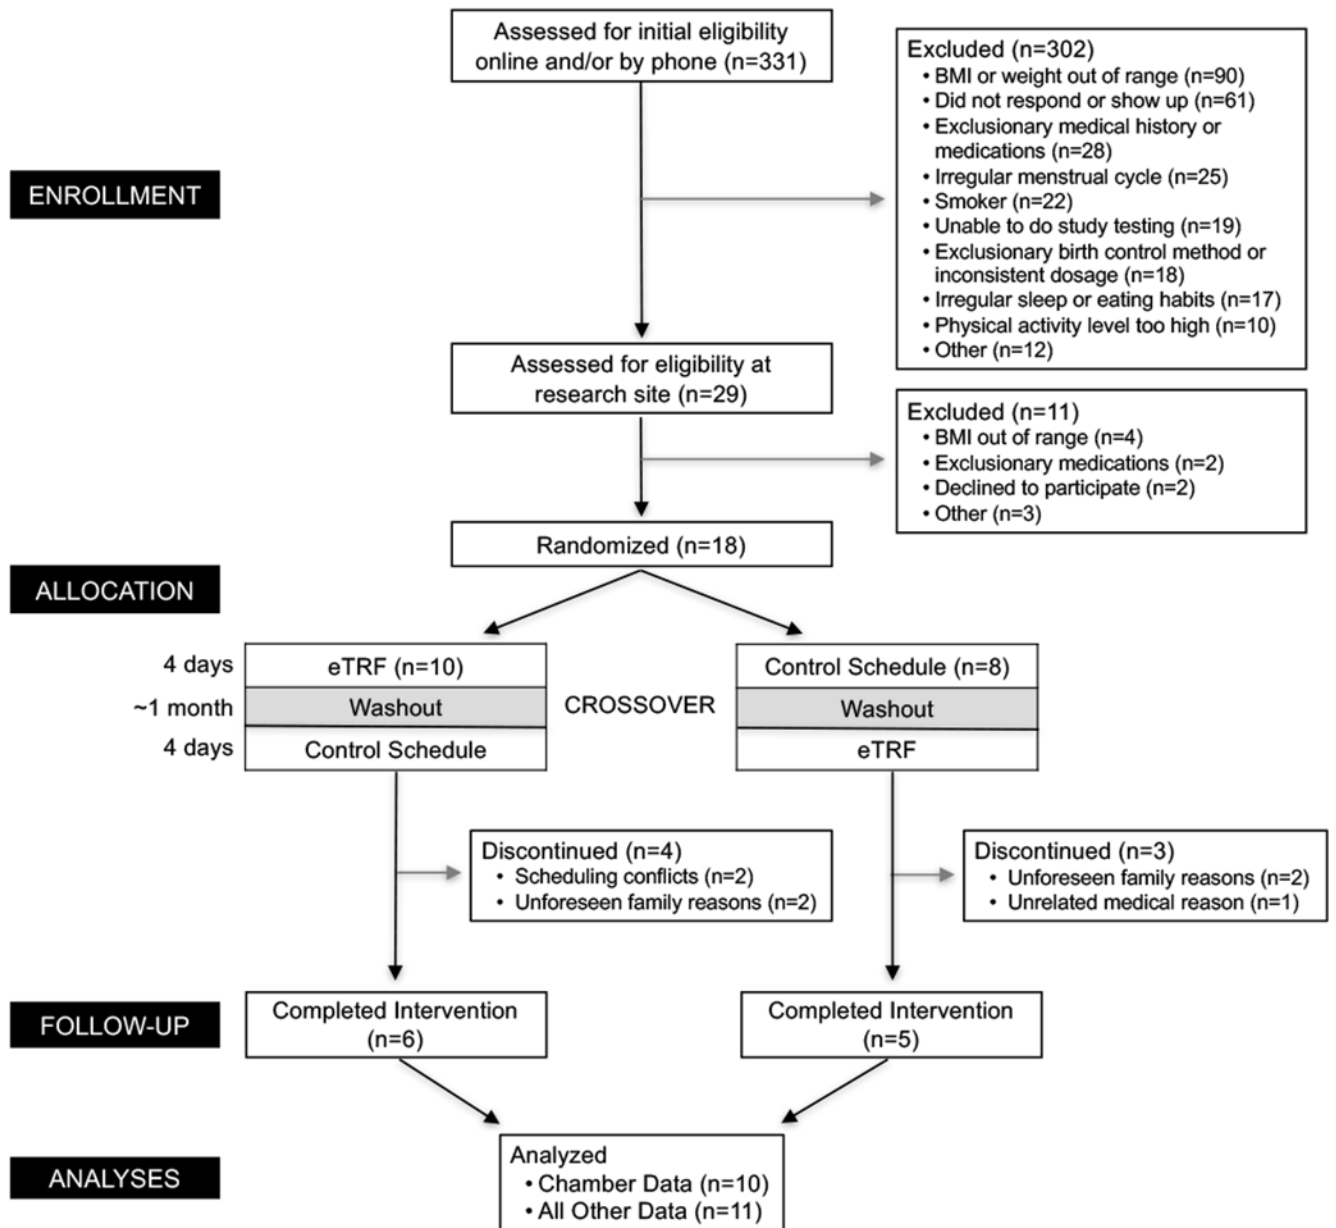 Assessed for initial eligibility
online and/or by phone (n=331)
Excluded (n=302)
• BMI or weight out of range (n=90)
• Did not respond or show up (n=61)
• Exclusionary medical history or
medications (n=28)
• Irregular menstrual cycle (n=25)
• Smoker (n=22)
• Unable to do study testing (n=19)
• Exclusionary birth control method or
inconsistent dosage (n=18)
• Irregular sleep or eating habits (n=17)
• Physical activity level too high (n=10)
• Other (n=12)
ENROLLMENT
Assessed for eligibility at
research site (n=29)
Excluded (n=11)
• BMI out of range (n=4)
• Exclusionary medications (n=2)
• Declined to participate (n=2)
• Other (n=3)
Randomized (n=18)
ALLOCATION
4 days
eTRF (n=10)
~1 month
Washout
4 days
Control Schedule
CROSSOVER
Control Schedule (n=8)
Washout
eTRF
Discontinued (n=4)
• Scheduling conflicts (n=2)
• Unforeseen family reasons (n=2)
Discontinued (n=3)
• Unforeseen family reasons (n=2)
• Unrelated medical reason (n=1)
FOLLOW-UP
Completed Intervention
(n=6)
Completed Intervention
(n=5)
ANALYSES
Analyzed
• Chamber Data (n=10)
• All Other Data (n=11)